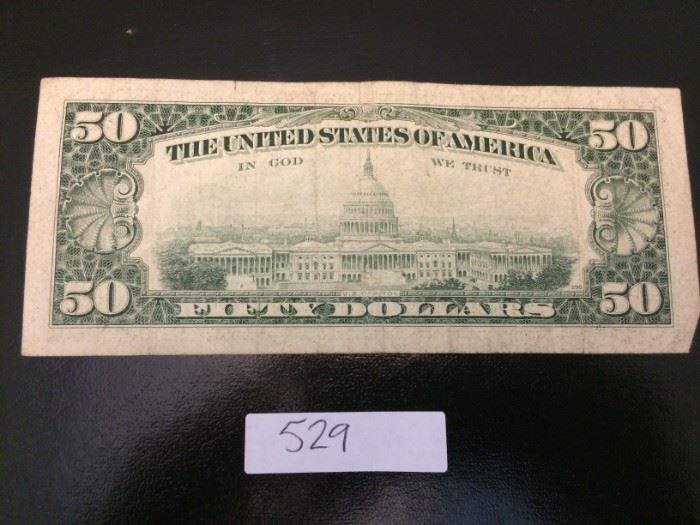 50 50
THE UNITED STATES OF AMERICA
IN GOD WE TRUST
50 50
FIFTY DOLLARS
529